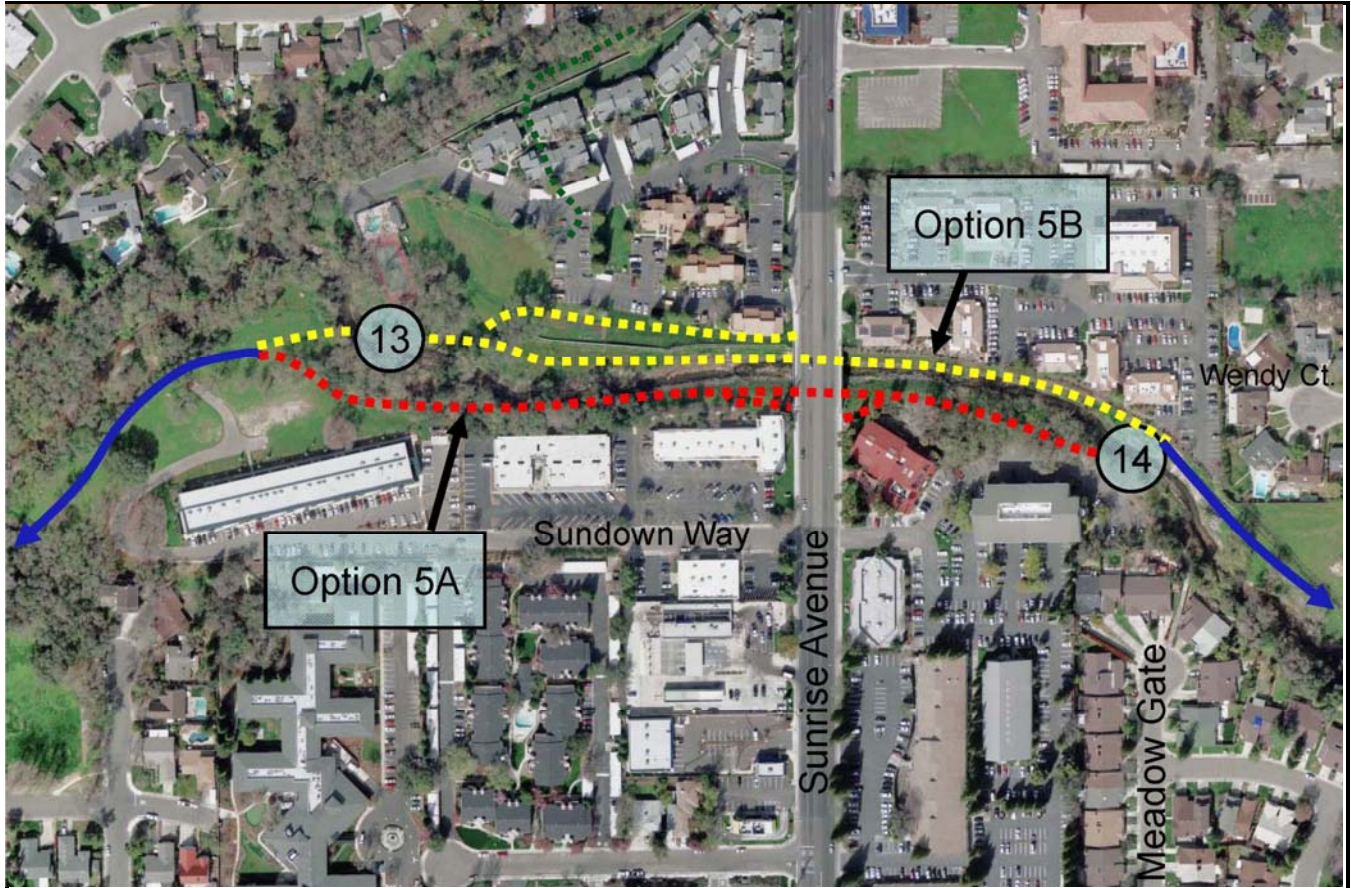 Option 5B
13
Wendy Ct.
14
Sundown Way
Option 5A
Sunrise Avenue
Meadow Gate